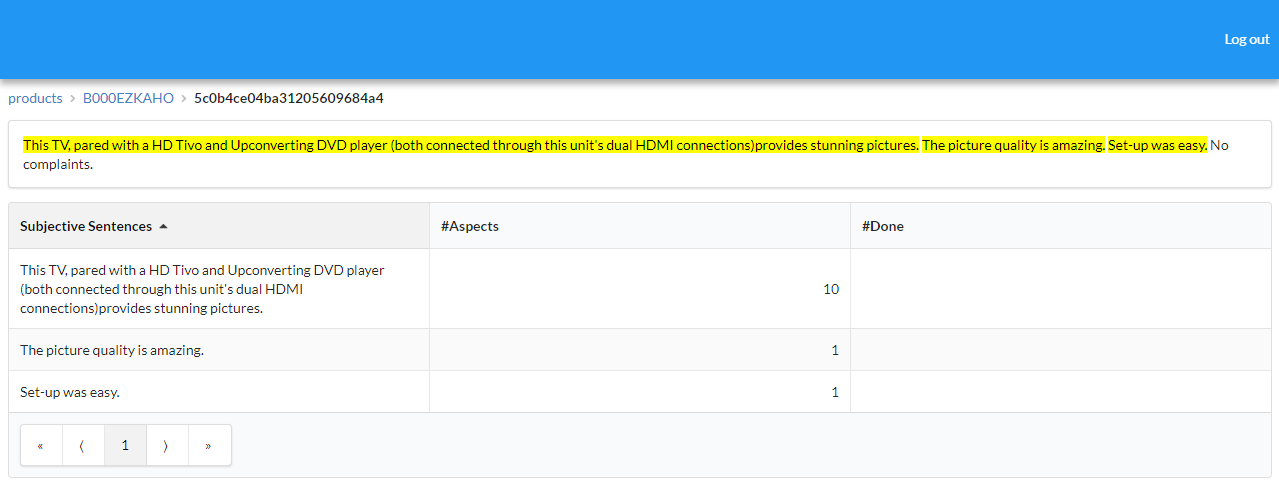 Log out
products > B000EZKAHO > 5c0b4ce04ba31205609684a4
This TV, pared with a HD Tivo and Upconverting DVD player (both connected through this unit's dual HDMI connections)provides stunning pictures. The picture quality is amazing. Set-up was easy. No
complaints.
Subjective Sentences #Aspects #Done
This TV, pared with a HD Tivo and Upconverting DVD player
(both connected through this unit's dual HDMI
connections)provides stunning pictures.
10
The picture quality is amazing. 1
Set-up was easy. 1
« ⟨ 1 ⟩ »